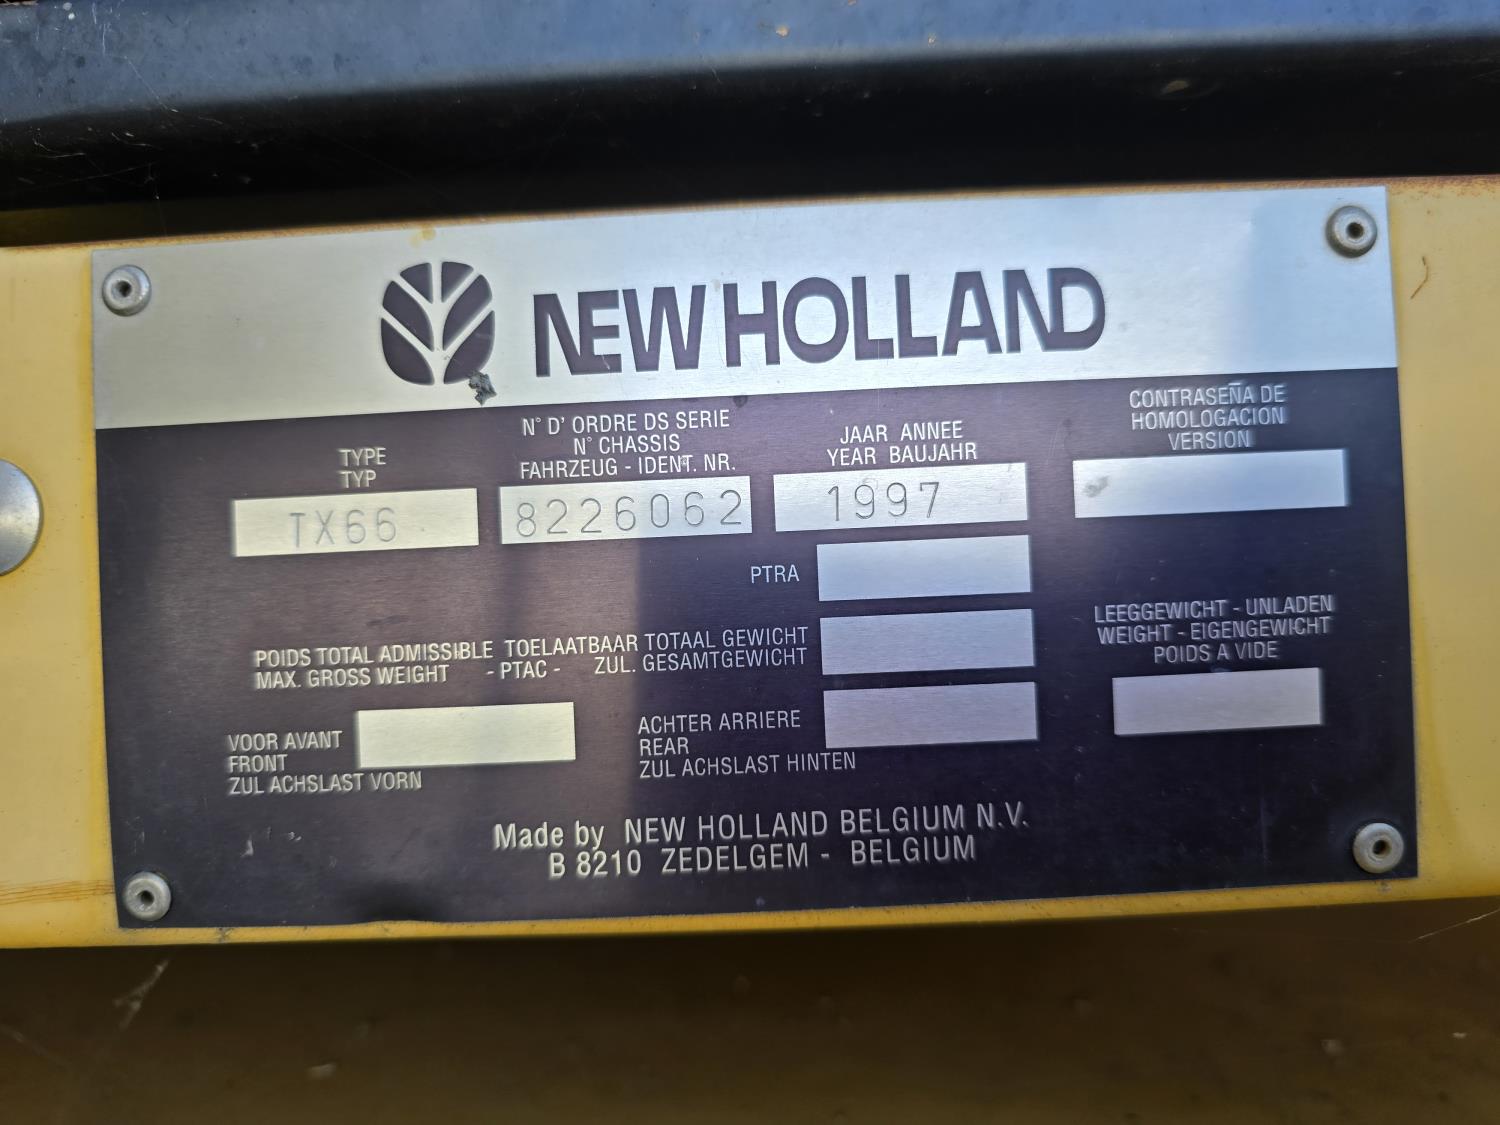 NEW HOLLAND
TYPE
TYP
TX66
N° D' ORDRE DS SERIE
N° CHASSIS
FAHRZEUG - IDENT. NR.
8226062
JAAR ANNEE
YEAR BAUJAHR
1997
CONTRASEÑA DE
HOMOLOGACION
VERSION
PTRA
POIDS TOTAL ADMISSIBLE TOELAATBAAR TOTAAL GEWICHT
MAX. GROSS WEIGHT - PTAC - ZUL. GESAMTGEWICHT
LEEGGEWICHT - UNLADEN
WEIGHT - EIGENGEWICHT
POIDS A VIDE
VOOR AVANT
FRONT
ZUL ACHSLAST VORN
ACHTER ARRIERE
REAR
ZUL ACHSLAST HINTEN
Made by NEW HOLLAND BELGIUM N.V.
B 8210 ZEDELGEM - BELGIUM